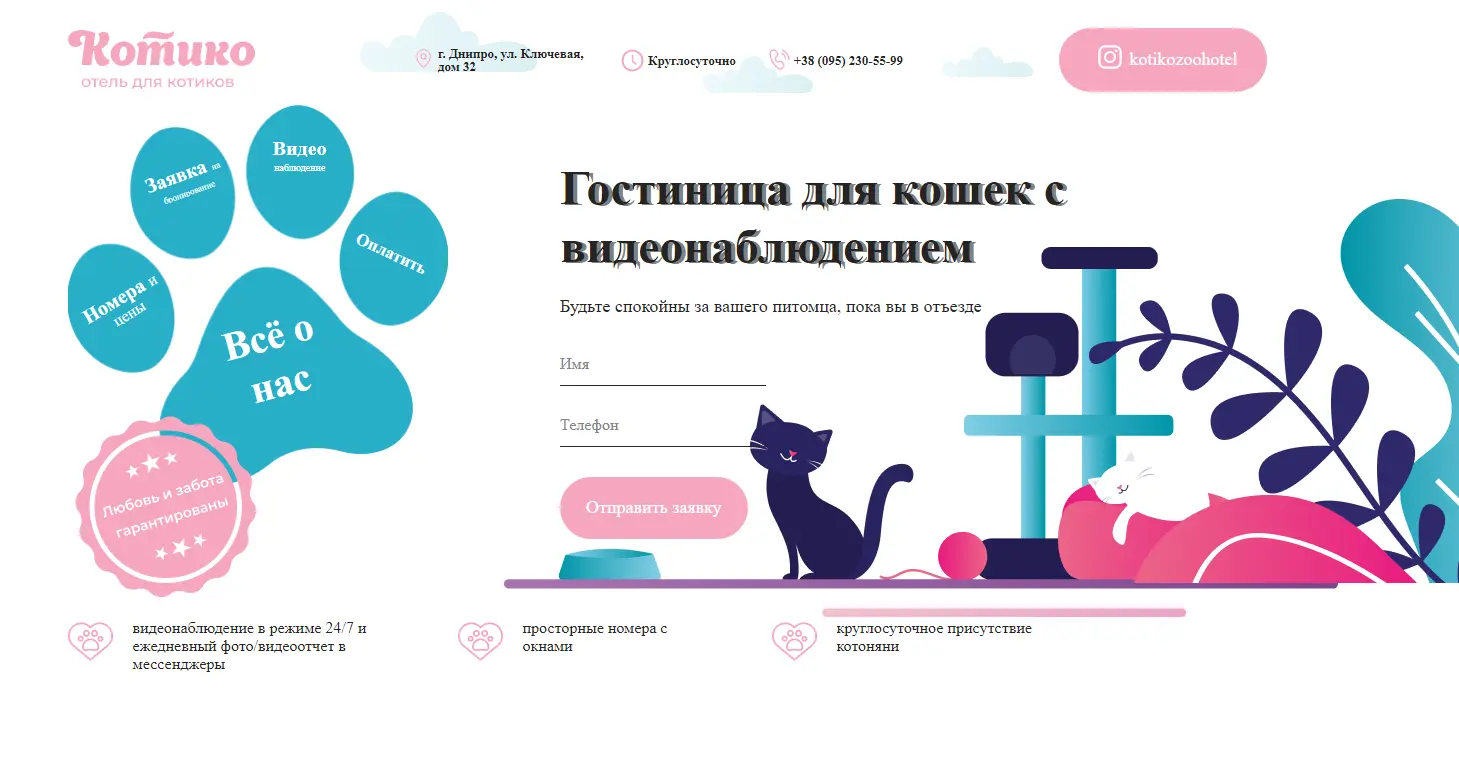 Котико
отель для котиков
г. Днипро, ул. Ключевая,
дом 32
Круглосуточно
+38 (095) 230-55-99
kotikozoohotel
Видео
наблюдение
Заявка на
бронирование
Оплатить
Номера и
цены
Всё о
нас
Любовь и забота
гарантированы
Гостиница для кошек с
видеонаблюдением
Будьте спокойны за вашего питомца, пока вы в отъезде
Имя
Телефон
Отправить заявку
видеонаблюдение в режиме 24/7 и
ежедневный фото/видеоотчет в
мессенджеры
просторные номера с
окнами
круглосуточное присутствие
котоняни